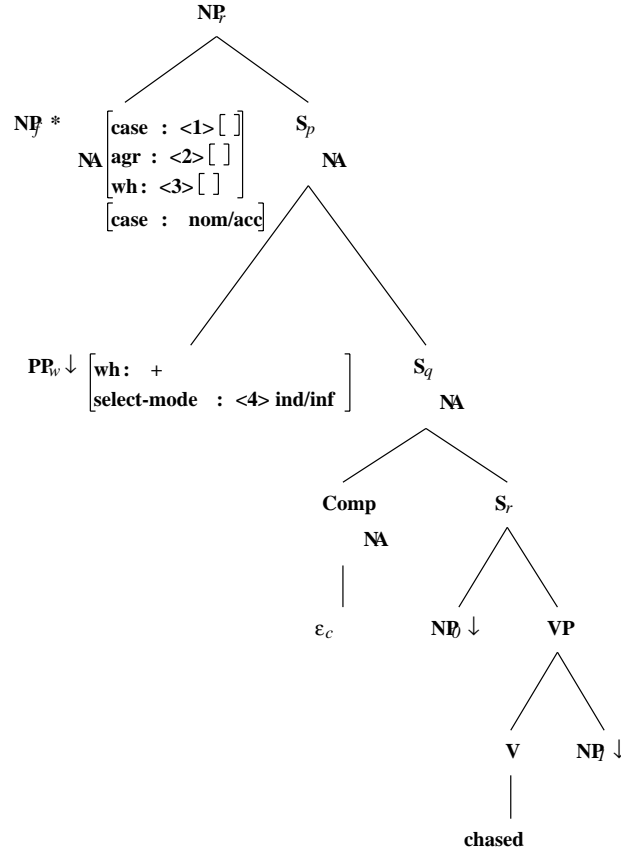 NP_r
NP_f * NA [case : <1>[ ] S_p
agr : <2>[ ] NA
wh : <3>[ ]]
[case : nom/acc]
PP_w ↓ [wh : + S_q
select-mode : <4> ind/inf] NA
Comp S_r
NA
ε_c NP_0 ↓ VP
V NP_1 ↓
chased